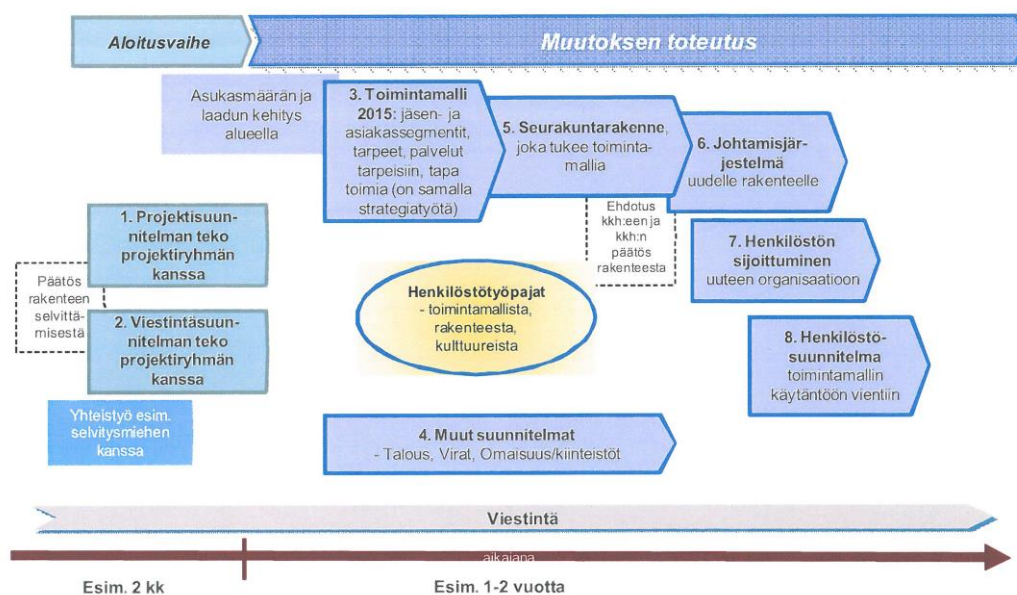 Aloitusvaihe
Muutoksen toteutus
Asukasmäärän ja
laadun kehitys
alueella
3. Toimintamalli
2015: jäsen- ja
asiakassegmentit,
tarpeet, palvelut
tarpeisiin, tapa
toimia (on samalla
strategiatyötä)
5. Seurakuntarakenne,
joka tukee toiminta-
mallia
6. Johtamisjär-
jestelmä
uudelle rakenteelle
1. Projektisuun-
nitelman teko
projektiryhmän
kanssa
Ehdotus
kkh:een ja
kkh:n
päätös
rakenteesta
7. Henkilöstön
sijoittuminen
uuteen organisaatioon
Päätös
rakenteen
selvittä-
misestä
Henkilöstötyöpajat
- toimintamallista,
rakenteesta,
kulttuureista
2. Viestintäsuun-
nitelman teko
projektiryhmän
kanssa
8. Henkilöstö-
suunnitelma
toimintamallin
käytäntöön vientiin
Yhteistyö esim.
selvitysmiehen
kanssa
4. Muut suunnitelmat
- Talous, Virat, Omaisuus/kiinteistöt
Viestintä
aikajana
Esim. 2 kk
Esim. 1-2 vuotta